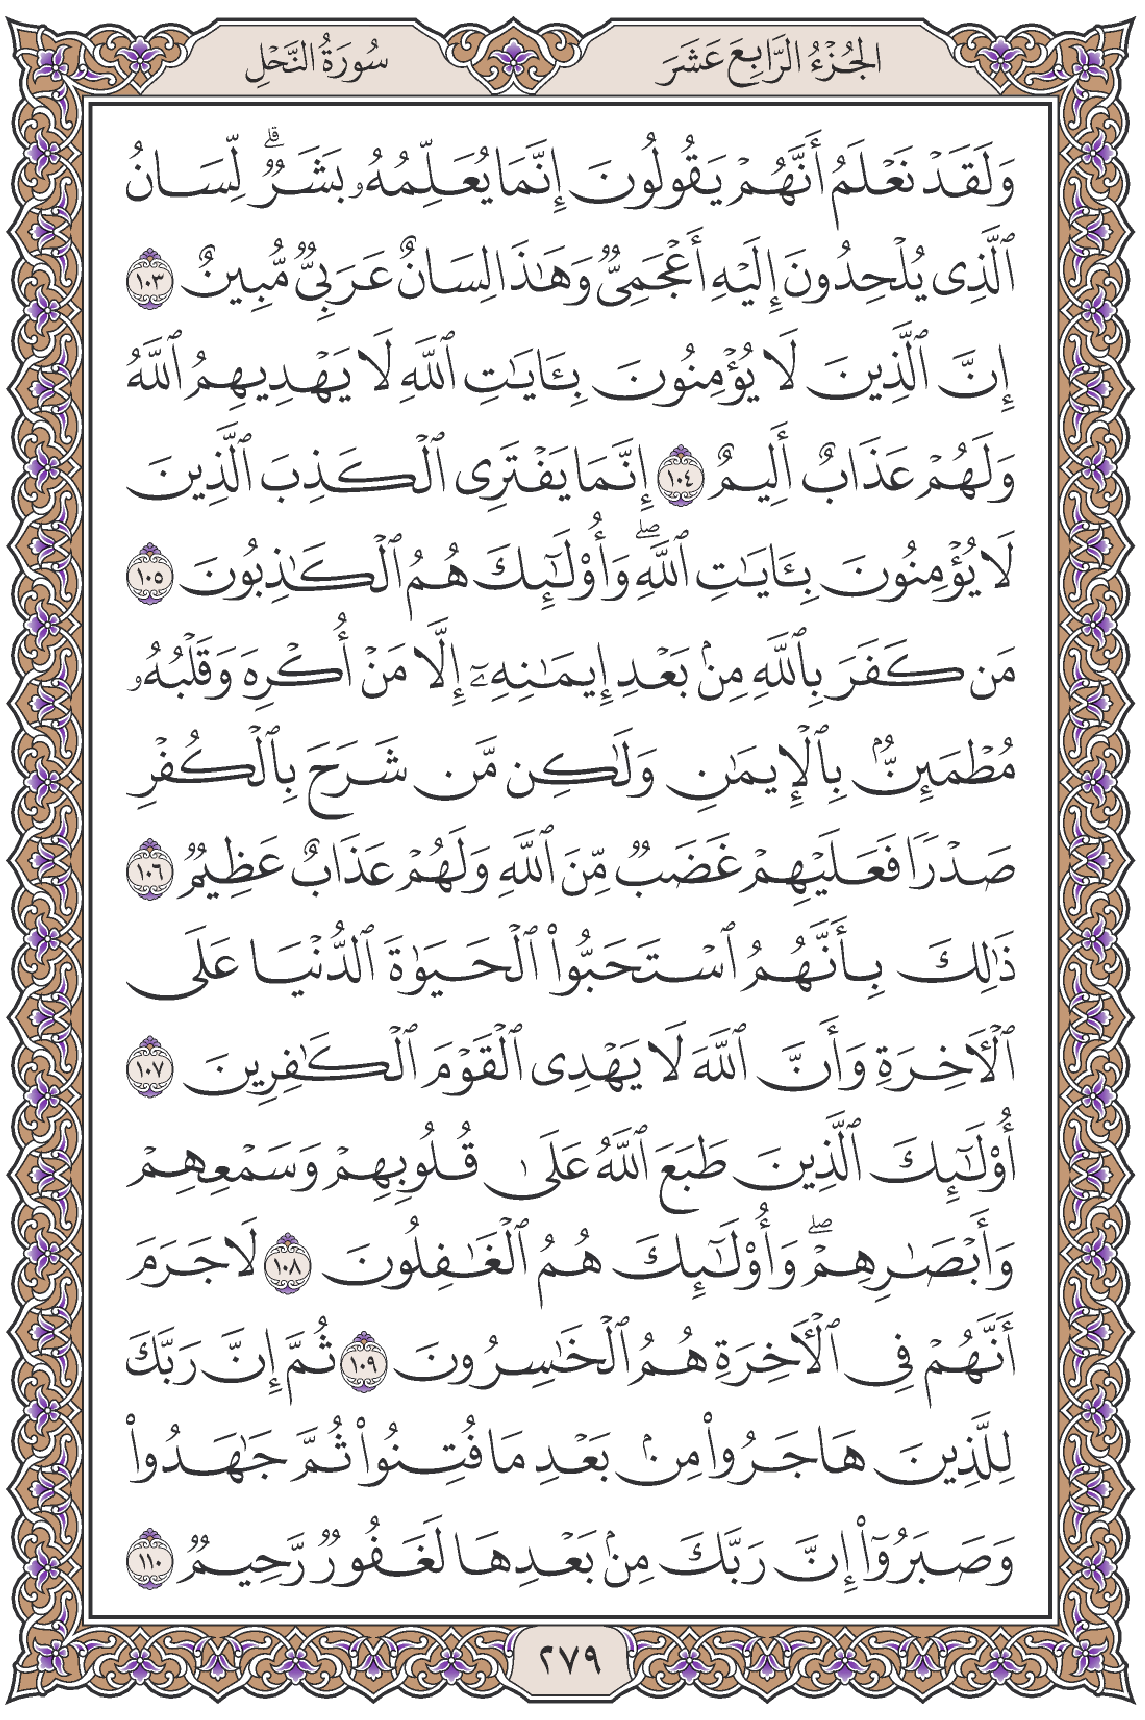 الجُزْءُ الرَّابِعَ عَشَرَ
سُورَةُ النَّحْلِ
وَلَقَدْ نَعْلَمُ أَنَّهُمْ يَقُولُونَ إِنَّمَا يُعَلِّمُهُۥ بَشَرٌۗ لِّسَانُ
ٱلَّذِى يُلْحِدُونَ إِلَيْهِ أَعْجَمِىٌّ وَهَـٰذَا لِسَانٌ عَرَبِىٌّ مُّبِينٌ ١٠٣
إِنَّ ٱلَّذِينَ لَا يُؤْمِنُونَ بِـَٔايَـٰتِ ٱللَّهِ لَا يَهْدِيهِمُ ٱللَّهُ
وَلَهُمْ عَذَابٌ أَلِيمٌ ١٠٤ إِنَّمَا يَفْتَرِى ٱلْكَذِبَ ٱلَّذِينَ
لَا يُؤْمِنُونَ بِـَٔايَـٰتِ ٱللَّهِۖ وَأُو۟لَـٰٓئِكَ هُمُ ٱلْكَـٰذِبُونَ ١٠٥
مَن كَفَرَ بِٱللَّهِ مِنۢ بَعْدِ إِيمَـٰنِهِۦٓ إِلَّا مَنْ أُكْرِهَ وَقَلْبُهُۥ
مُطْمَئِنٌّۢ بِٱلْإِيمَـٰنِ وَلَـٰكِن مَّن شَرَحَ بِٱلْكُفْرِ
صَدْرًا فَعَلَيْهِمْ غَضَبٌ مِّنَ ٱللَّهِ وَلَهُمْ عَذَابٌ عَظِيمٌ ١٠٦
ذَٰلِكَ بِأَنَّهُمُ ٱسْتَحَبُّوا۟ ٱلْحَيَوٰةَ ٱلدُّنْيَا عَلَى
ٱلْـَٔاخِرَةِ وَأَنَّ ٱللَّهَ لَا يَهْدِى ٱلْقَوْمَ ٱلْكَـٰفِرِينَ ١٠٧
أُو۟لَـٰٓئِكَ ٱلَّذِينَ طَبَعَ ٱللَّهُ عَلَىٰ قُلُوبِهِمْ وَسَمْعِهِمْ
وَأَبْصَـٰرِهِمْۖ وَأُو۟لَـٰٓئِكَ هُمُ ٱلْغَـٰفِلُونَ ١٠٨ لَا جَرَمَ
أَنَّهُمْ فِى ٱلْـَٔاخِرَةِ هُمُ ٱلْخَـٰسِرُونَ ١٠٩ ثُمَّ إِنَّ رَبَّكَ
لِلَّذِينَ هَاجَرُوا۟ مِنۢ بَعْدِ مَا فُتِنُوا۟ ثُمَّ جَـٰهَدُوا۟
وَصَبَرُوٓا۟ إِنَّ رَبَّكَ مِنۢ بَعْدِهَا لَغَفُورٌ رَّحِيمٌ ١١٠
٢٧٩